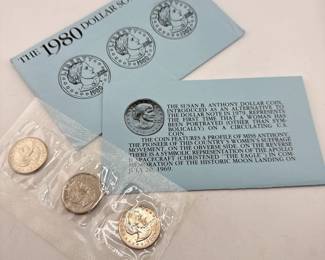 THE 1980 DOLLAR SO
THE SUSAN B. ANTHONY DOLLAR COIN,
INTRODUCED AS AN ALTERNATIVE TO
THE DOLLAR NOTE IN 1979, REPRESENTS
THE FIRST TIME THAT A WOMAN HAS
BEEN PORTRAYED (OTHER THAN SYM-
BOLICALLY) ON A CIRCULATING U.S.
COIN.
THE COIN FEATURES A PROFILE OF MISS ANTHONY,
THE PIONEER OF THIS COUNTRY'S WOMEN'S SUFFRAGE
MOVEMENT, ON THE OBVERSE SIDE. ON THE REVERSE
THERE IS A SYMBOLIC REPRESENTATION OF THE APOLLO
11 SPACECRAFT (CHRISTENED "THE EAGLE") IN COM-
MEMORATION OF THE HISTORIC MOON LANDING ON
JULY 20, 1969.